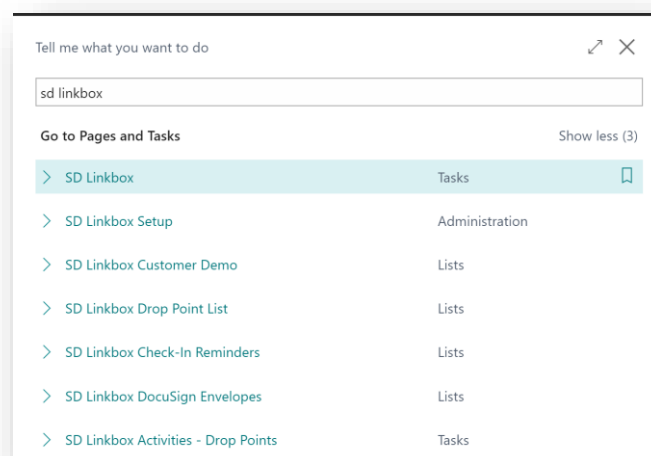 Tell me what you want to do
sd linkbox
Go to Pages and Tasks Show less (3)
SD Linkbox Tasks
SD Linkbox Setup Administration
SD Linkbox Customer Demo Lists
SD Linkbox Drop Point List Lists
SD Linkbox Check-In Reminders Lists
SD Linkbox DocuSign Envelopes Lists
SD Linkbox Activities - Drop Points Tasks